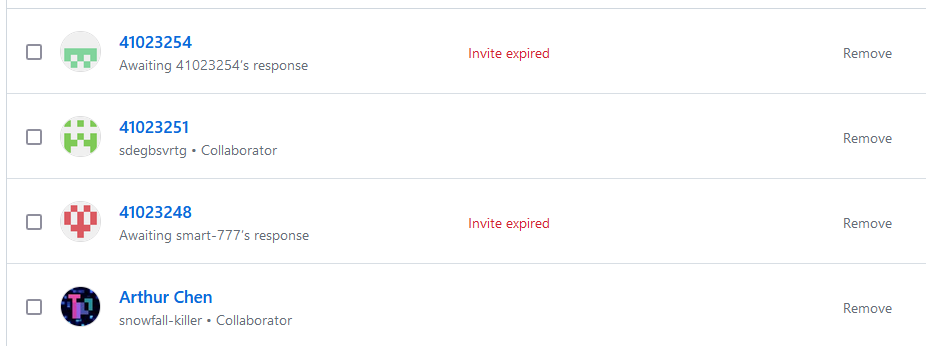 41023254
Awaiting 41023254's response
Invite expired
Remove
41023251
sdegbsvrtg • Collaborator
Remove
41023248
Awaiting smart-777's response
Invite expired
Remove
Arthur Chen
snowfall-killer • Collaborator
Remove